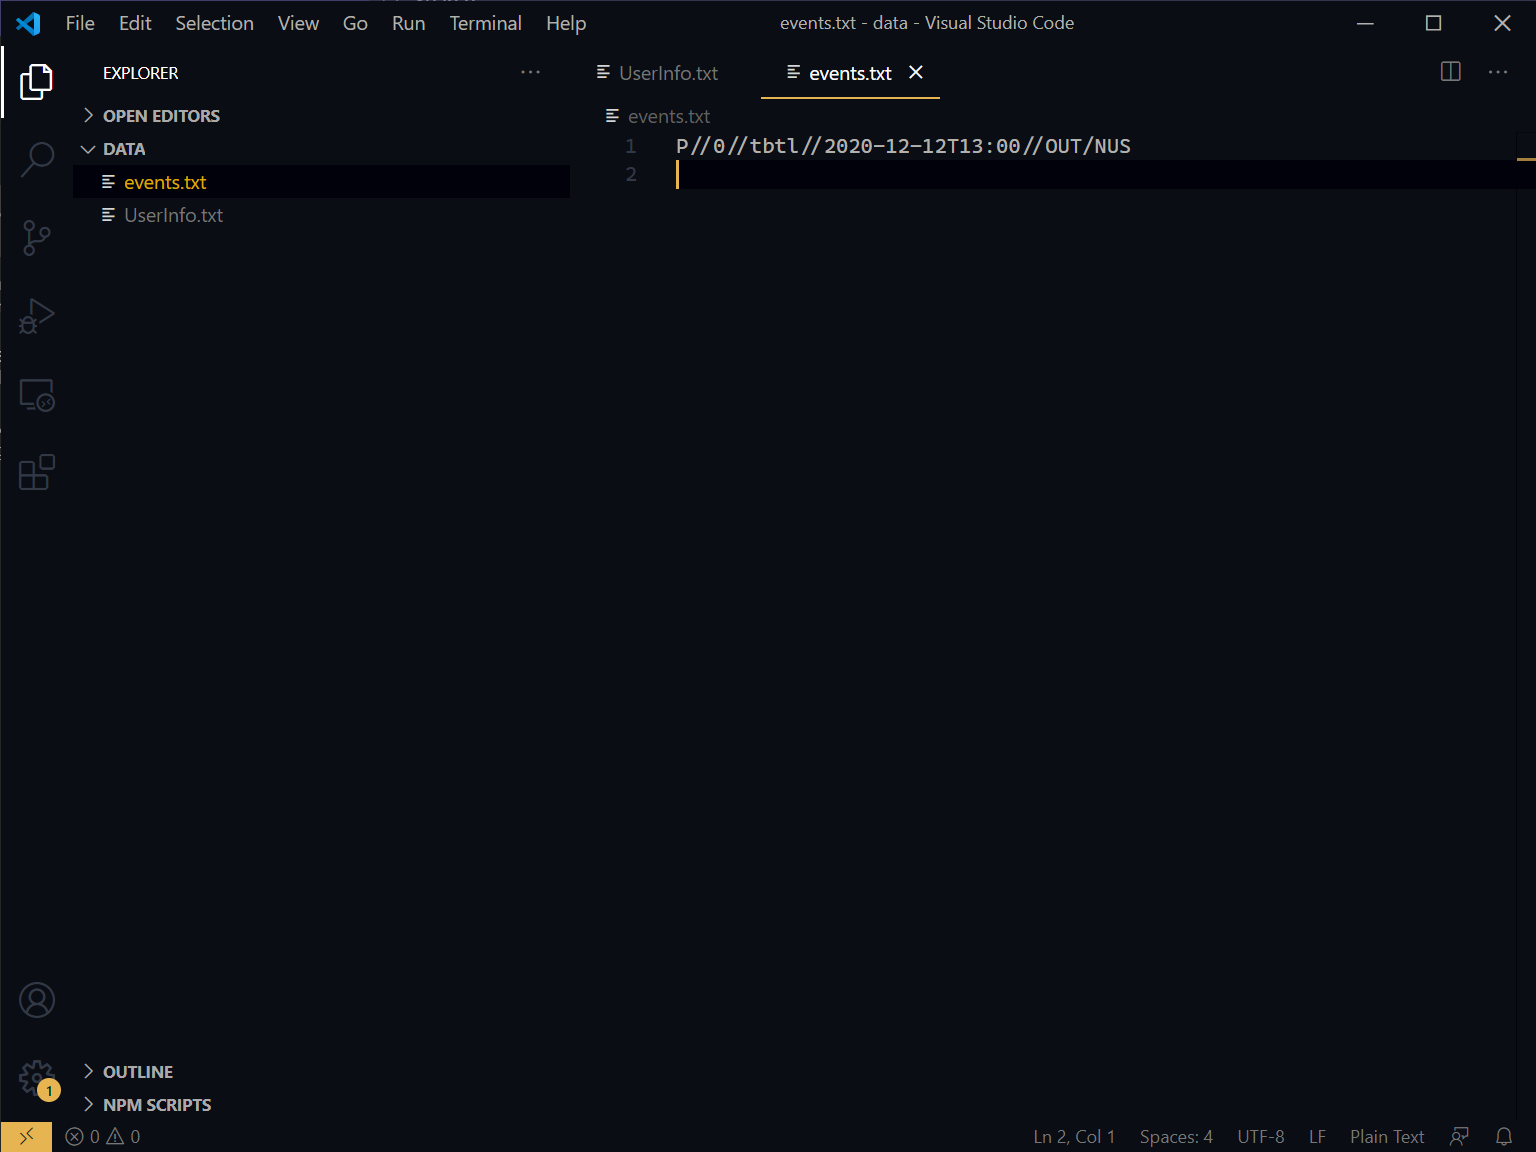 File Edit Selection View Go Run Terminal Help events.txt - data - Visual Studio Code
EXPLORER
OPEN EDITORS
DATA
events.txt
UserInfo.txt
UserInfo.txt events.txt
events.txt
1 P//0//tbtl//2020-12-12T13:00//OUT/NUS
2
OUTLINE
NPM SCRIPTS
1
0 0 Ln 2, Col 1 Spaces: 4 UTF-8 LF Plain Text